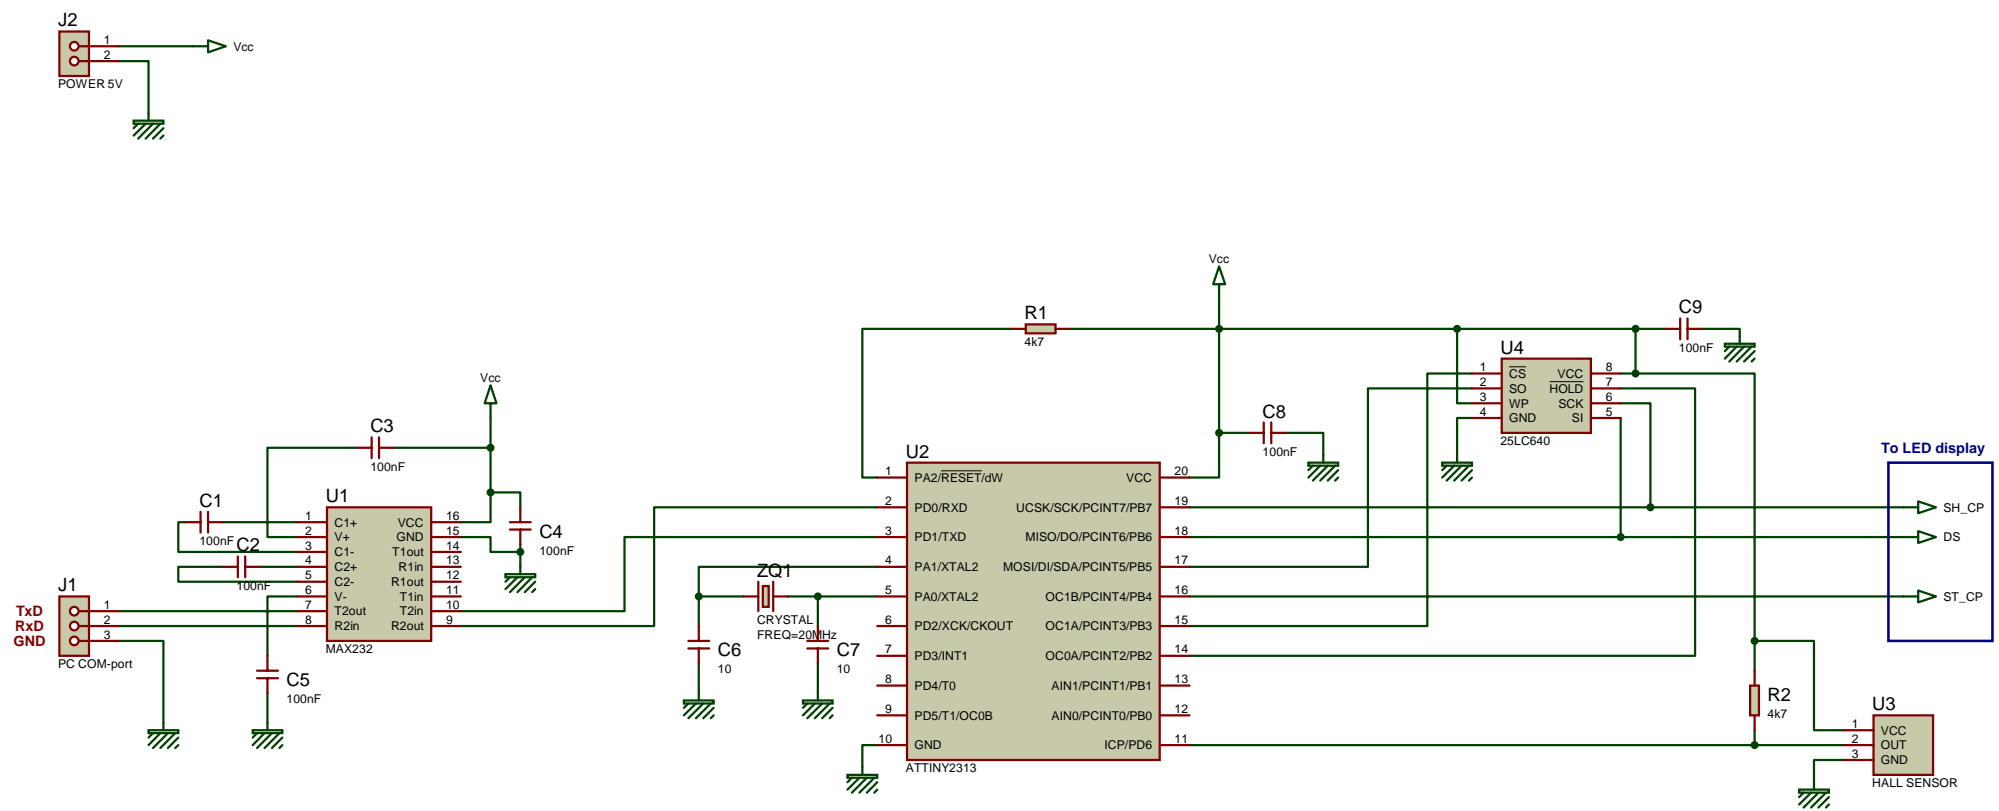 J2
1
2
Vcc
POWER 5V
Vcc
C3
100nF
C1
100nF
C2
100nF
U1
1 C1+ VCC 16
2 V+ GND 15
3 C1- T1out 14
4 C2+ R1in 13
5 C2- R1out 12
6 V- T1in 11
7 T2out T2in 10
8 R2in R2out 9
MAX232
C4
100nF
J1
TxD 1
RxD 2
GND 3
PC COM-port
C5
100nF
Vcc
R1
4k7
C8
100nF
U2
1 PA2/RESET/dW VCC 20
2 PD0/RXD UCSK/SCK/PCINT7/PB7 19
3 PD1/TXD MISO/DO/PCINT6/PB6 18
4 PA1/XTAL2 MOSI/DI/SDA/PCINT5/PB5 17
5 PA0/XTAL2 OC1B/PCINT4/PB4 16
6 PD2/XCK/CKOUT OC1A/PCINT3/PB3 15
7 PD3/INT1 OC0A/PCINT2/PB2 14
8 PD4/T0 AIN1/PCINT1/PB1 13
9 PD5/T1/OC0B AIN0/PCINT0/PB0 12
10 GND ICP/PD6 11
ATTINY2313
ZQ1
CRYSTAL
FREQ=20MHz
C6
10
C7
10
C9
100nF
U4
1 CS VCC 8
2 SO HOLD 7
3 WP SCK 6
4 GND SI 5
25LC640
To LED display
SH_CP
DS
ST_CP
R2
4k7
U3
1 VCC
2 OUT
3 GND
HALL SENSOR